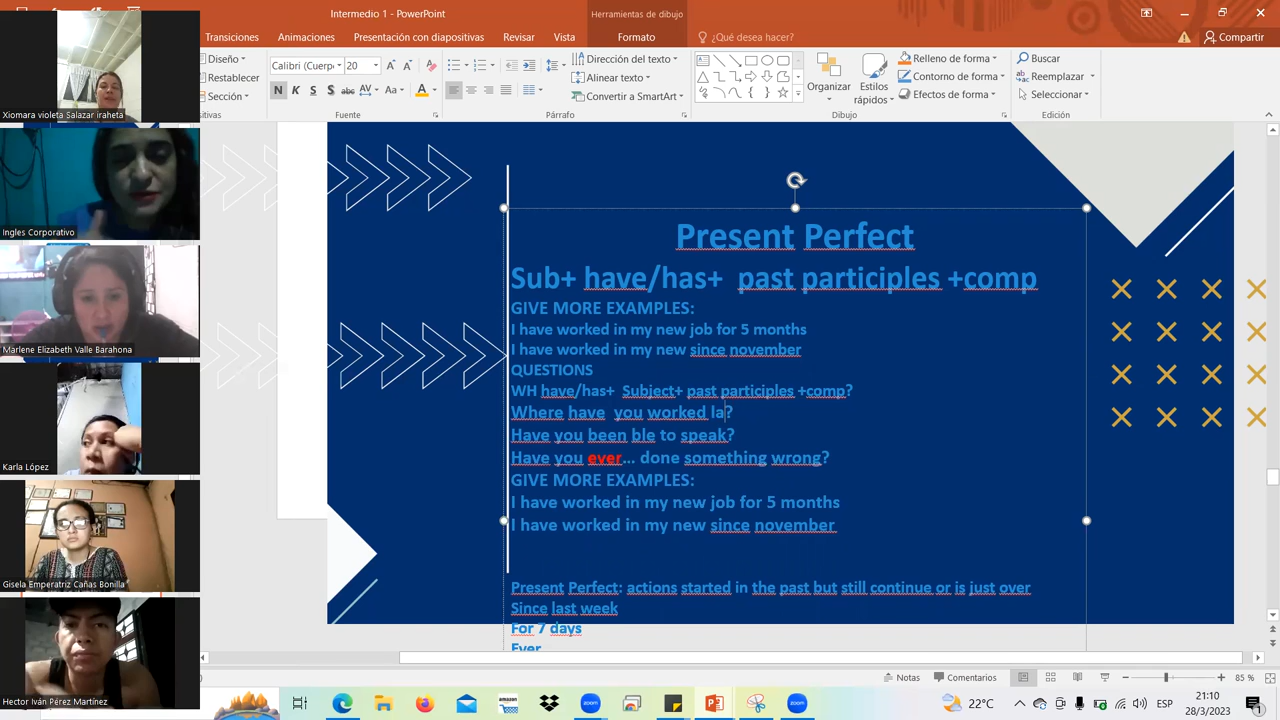 Intermedio 1 - PowerPoint
Herramientas de dibujo
Transiciones Animaciones Presentación con diapositivas Revisar Vista Formato ¿Qué desea hacer? Compartir
Diseño
Restablecer
Sección
Calibri (Cuerp 20
N K S S abc AV Aa A
Fuente
Dirección del texto
Alinear texto
Convertir a SmartArt
Párrafo
Organizar
Estilos
rápidos
Relleno de forma
Contorno de forma
Efectos de forma
Dibujo
Buscar
Reemplazar
Seleccionar
Edición
Xiomara violeta Salazar iraheta
Ingles Corporativo
Marlene Elizabeth Valle Barahona
Karla López
Gisela Emperatriz Cañas Bonilla
Hector Iván Pérez Martínez
Present Perfect
Sub+ have/has+ past participles +comp
GIVE MORE EXAMPLES:
I have worked in my new job for 5 months
I have worked in my new since november
QUESTIONS
WH have/has+ Subject+ past participles +comp?
Where have you worked la?
Have you been ble to speak?
Have you ever... done something wrong?
GIVE MORE EXAMPLES:
I have worked in my new job for 5 months
I have worked in my new since november
Present Perfect: actions started in the past but still continue or is just over
Since last week
For 7 days
Ever
Notas Comentarios 85 %
amazon
zoom
zoom
22°C
ESP
21:10
28/3/2023